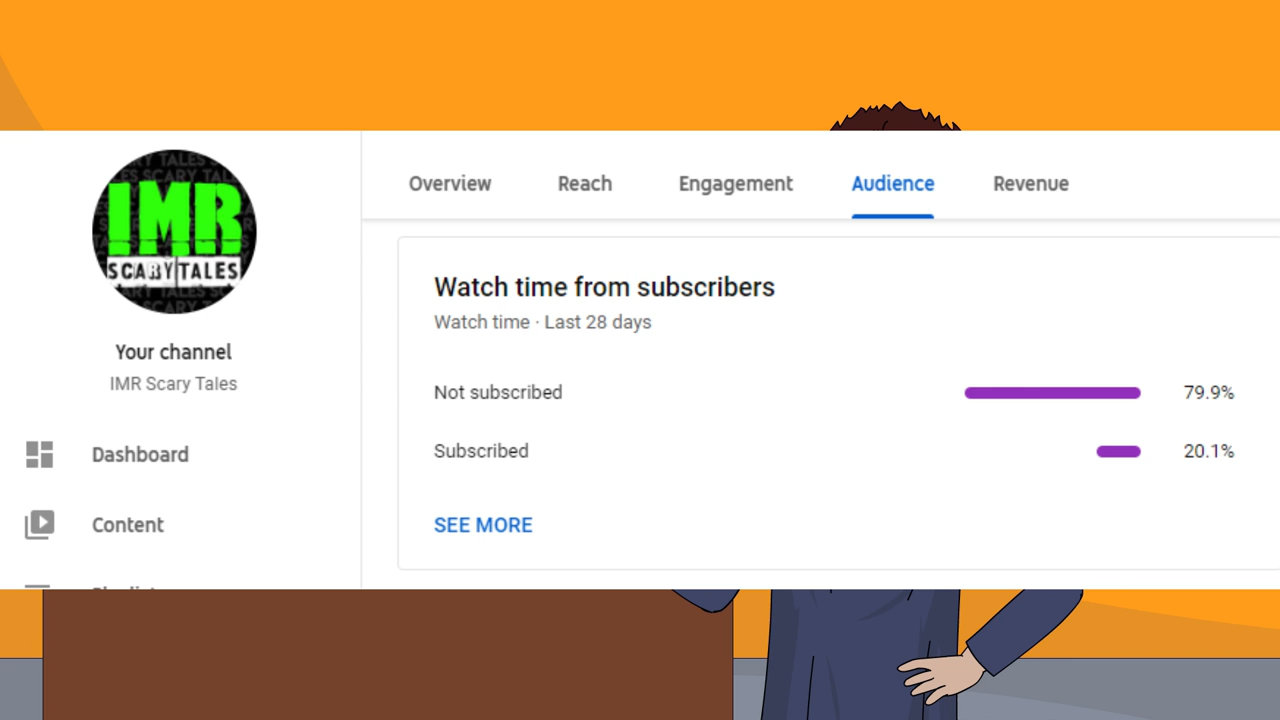 IMR
SCARY TALES
Your channel
IMR Scary Tales
Dashboard
Content
Overview
Reach
Engagement
Audience
Revenue
Watch time from subscribers
Watch time · Last 28 days
Not subscribed
79.9%
Subscribed
20.1%
SEE MORE